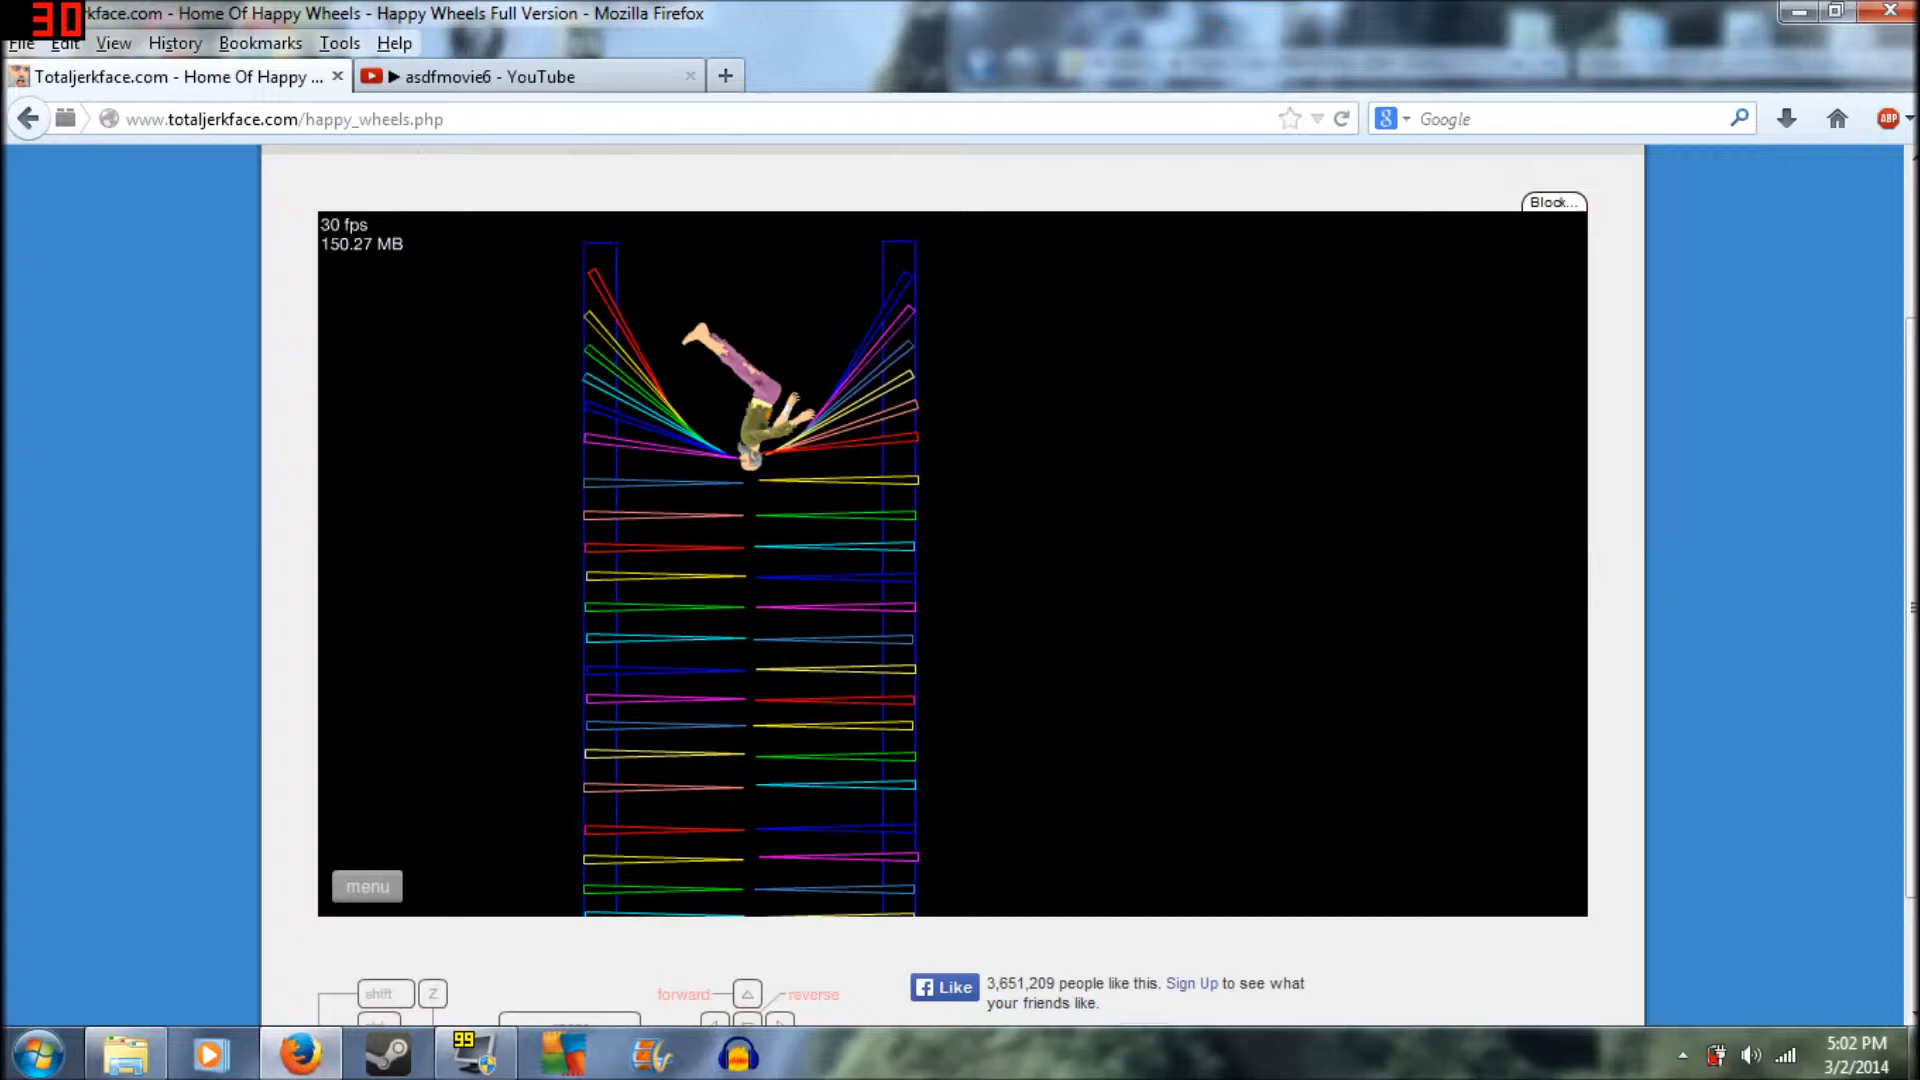 30
rkface.com - Home Of Happy Wheels - Happy Wheels Full Version - Mozilla Firefox
File Edit View History Bookmarks Tools Help
Totaljerkface.com - Home Of Happy ...
▶ asdfmovie6 - YouTube
www.totaljerkface.com/happy_wheels.php
Google
ABP
Block...
30 fps
150.27 MB
menu
shift
Z
forward
reverse
Like
3,651,209 people like this. Sign Up to see what
your friends like.
99
5:02 PM
3/2/2014